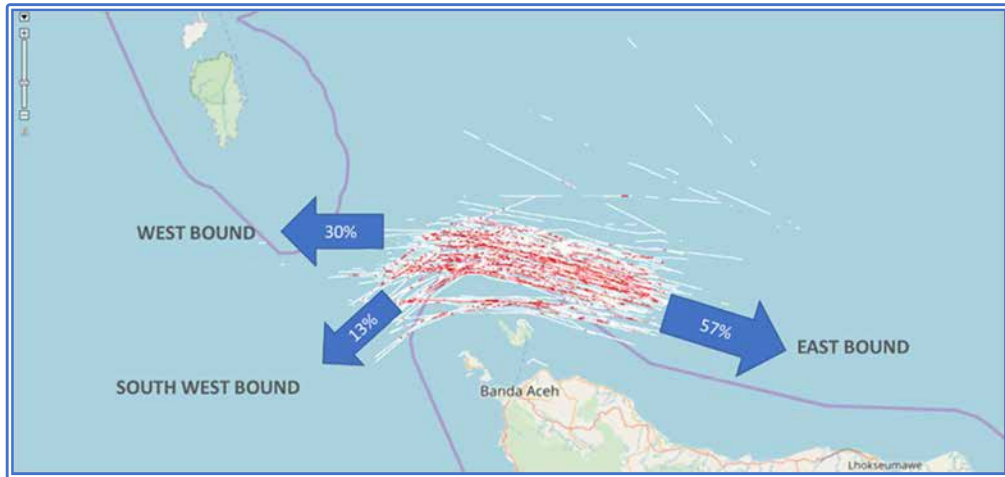 WEST BOUND
30%
13%
57%
EAST BOUND
SOUTH WEST BOUND
Banda Aceh
Lhokseumawe